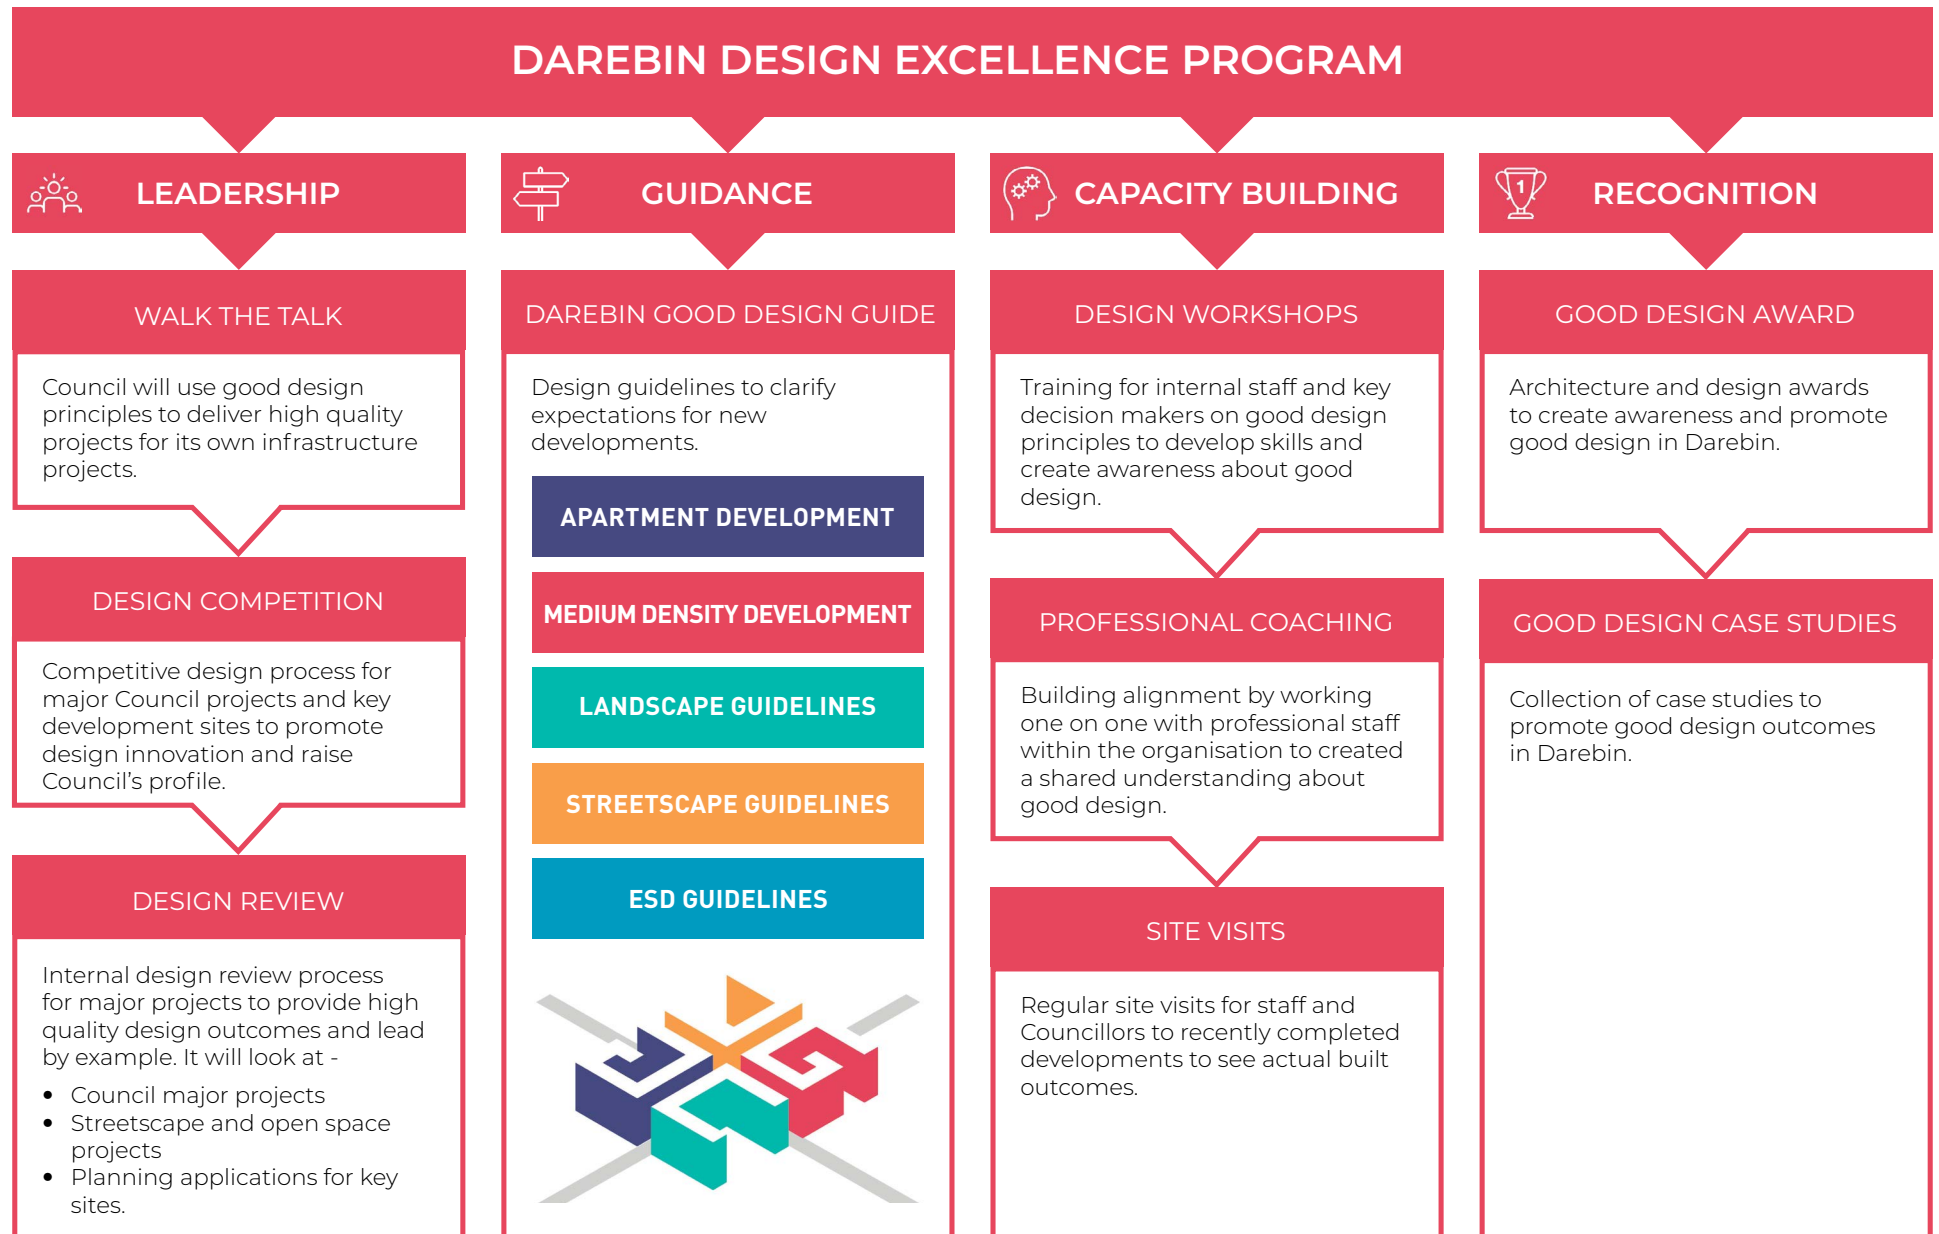 DAREBIN DESIGN EXCELLENCE PROGRAM
LEADERSHIP
WALK THE TALK
Council will use good design
principles to deliver high quality
projects for its own infrastructure
projects.
DESIGN COMPETITION
Competitive design process for
major Council projects and key
development sites to promote
design innovation and raise
Council’s profile.
DESIGN REVIEW
Internal design review process
for major projects to provide high
quality design outcomes and lead
by example. It will look at -
• Council major projects
• Streetscape and open space
projects
• Planning applications for key
sites.
GUIDANCE
DAREBIN GOOD DESIGN GUIDE
Design guidelines to clarify
expectations for new
developments.
APARTMENT DEVELOPMENT
MEDIUM DENSITY DEVELOPMENT
LANDSCAPE GUIDELINES
STREETSCAPE GUIDELINES
ESD GUIDELINES
CAPACITY BUILDING
DESIGN WORKSHOPS
Training for internal staff and key
decision makers on good design
principles to develop skills and
create awareness about good
design.
PROFESSIONAL COACHING
Building alignment by working
one on one with professional staff
within the organisation to created
a shared understanding about
good design.
SITE VISITS
Regular site visits for staff and
Councillors to recently completed
developments to see actual built
outcomes.
1
RECOGNITION
GOOD DESIGN AWARD
Architecture and design awards
to create awareness and promote
good design in Darebin.
GOOD DESIGN CASE STUDIES
Collection of case studies to
promote good design outcomes
in Darebin.